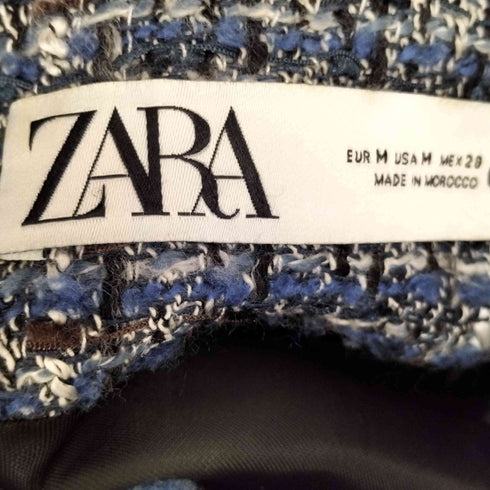 ZARA
EUR M USA M MEX 28
MADE IN MOROCCO